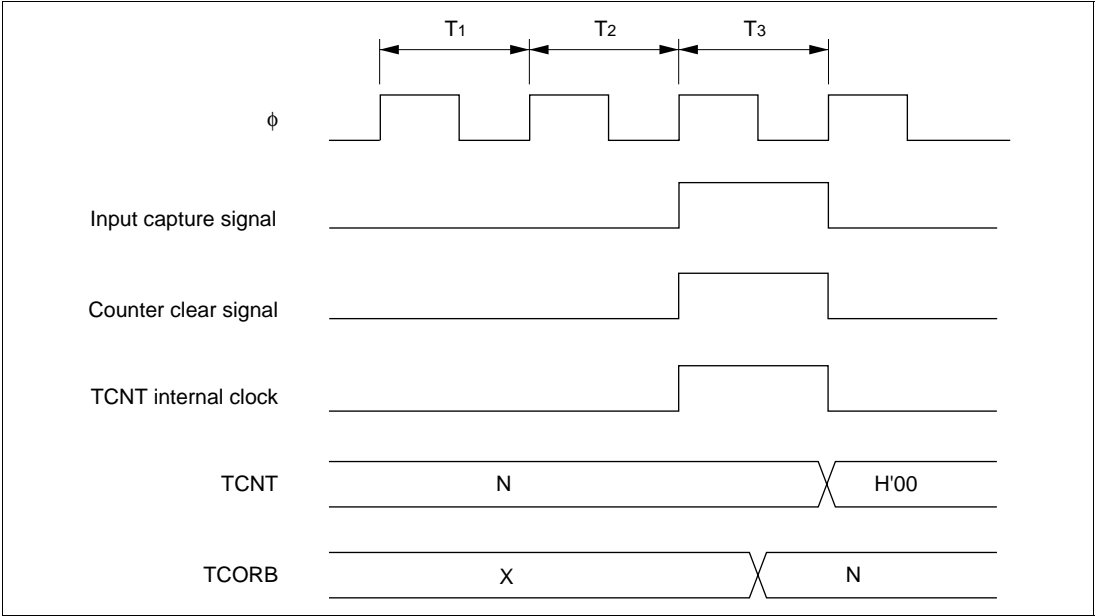 T1 T2 T3
φ
Input capture signal
Counter clear signal
TCNT internal clock
TCNT N H'00
TCORB X N